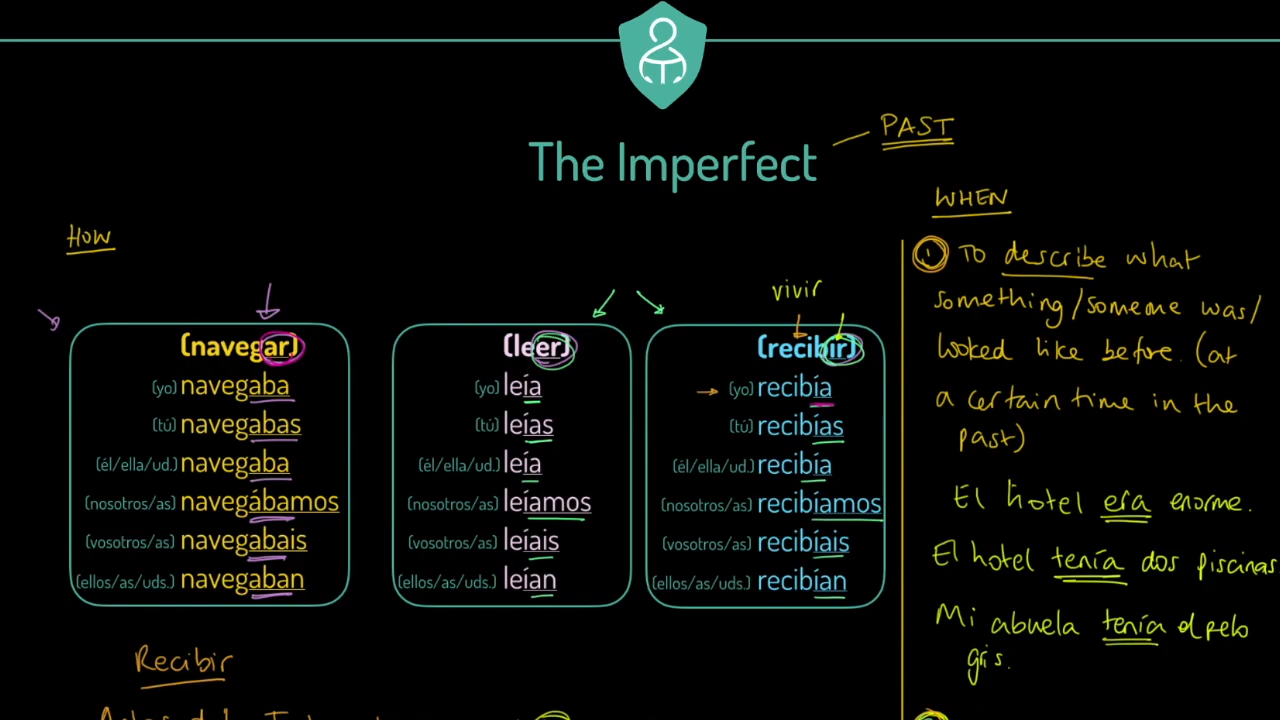 The Imperfect
PAST
HOW
(navegar)
(yo) navegaba
(tú) navegabas
(él/ella/ud.) navegaba
(nosotros/as) navegábamos
(vosotros/as) navegabais
(ellos/as/uds.) navegaban
(leer)
(yo) leía
(tú) leías
(él/ella/ud.) leía
(nosotros/as) leíamos
(vosotros/as) leíais
(ellos/as/uds.) leían
vivir
(recibir)
(yo) recibía
(tú) recibías
(él/ella/ud.) recibía
(nosotros/as) recibíamos
(vosotros/as) recibíais
(ellos/as/uds.) recibían
Recibir
WHEN
1 To describe what
something/someone was/
looked like before. (at
a certain time in the
past)
El hotel era enorme.
El hotel tenía dos piscinas
Mi abuela tenía el pelo
gris.